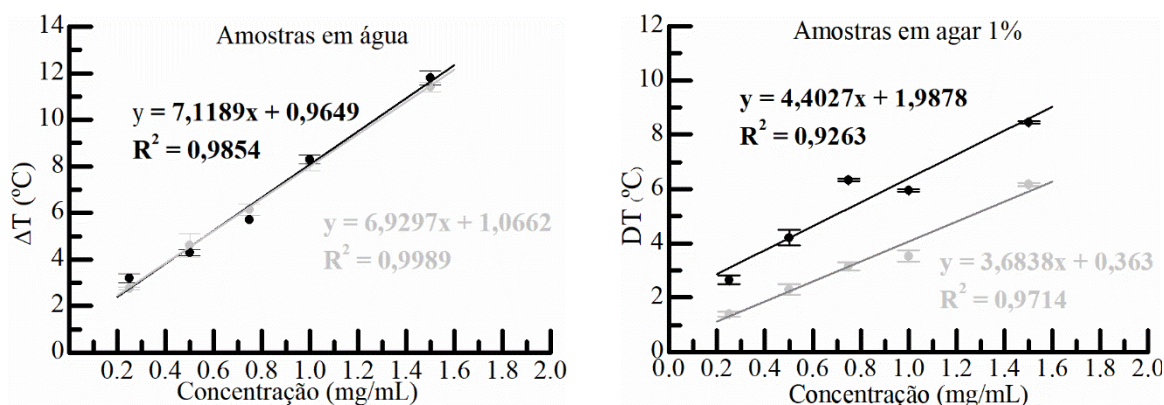 Amostras em água
y = 7,1189x + 0,9649
R² = 0,9854
y = 6,9297x + 1,0662
R² = 0,9989
ΔT (ºC)
14
12
10
8
6
4
2
0
0.2 0.4 0.6 0.8 1.0 1.2 1.4 1.6 1.8 2.0
Concentração (mg/mL)
Amostras em agar 1%
y = 4,4027x + 1,9878
R² = 0,9263
y = 3,6838x + 0,363
R² = 0,9714
DT (ºC)
12
10
8
6
4
2
0
0.0 0.2 0.4 0.6 0.8 1.0 1.2 1.4 1.6 1.8 2.0
Concentração (mg/mL)